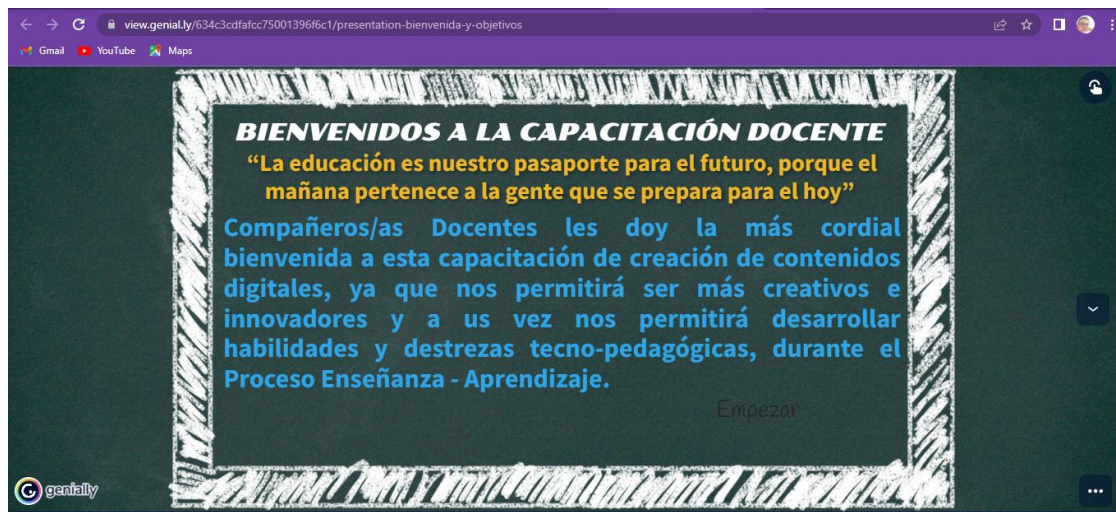 view.genial.ly/634c3cdfafcc75001396f6c1/presentation-bienvenida-y-objetivos
Gmail YouTube Maps
BIENVENIDOS A LA CAPACITACIÓN DOCENTE
“La educación es nuestro pasaporte para el futuro, porque el
mañana pertenece a la gente que se prepara para el hoy”
Compañeros/as Docentes les doy la más cordial
bienvenida a esta capacitación de creación de contenidos
digitales, ya que nos permitirá ser más creativos e
innovadores y a us vez nos permitirá desarrollar
habilidades y destrezas tecno-pedagógicas, durante el
Proceso Enseñanza - Aprendizaje.
Empezar
genially